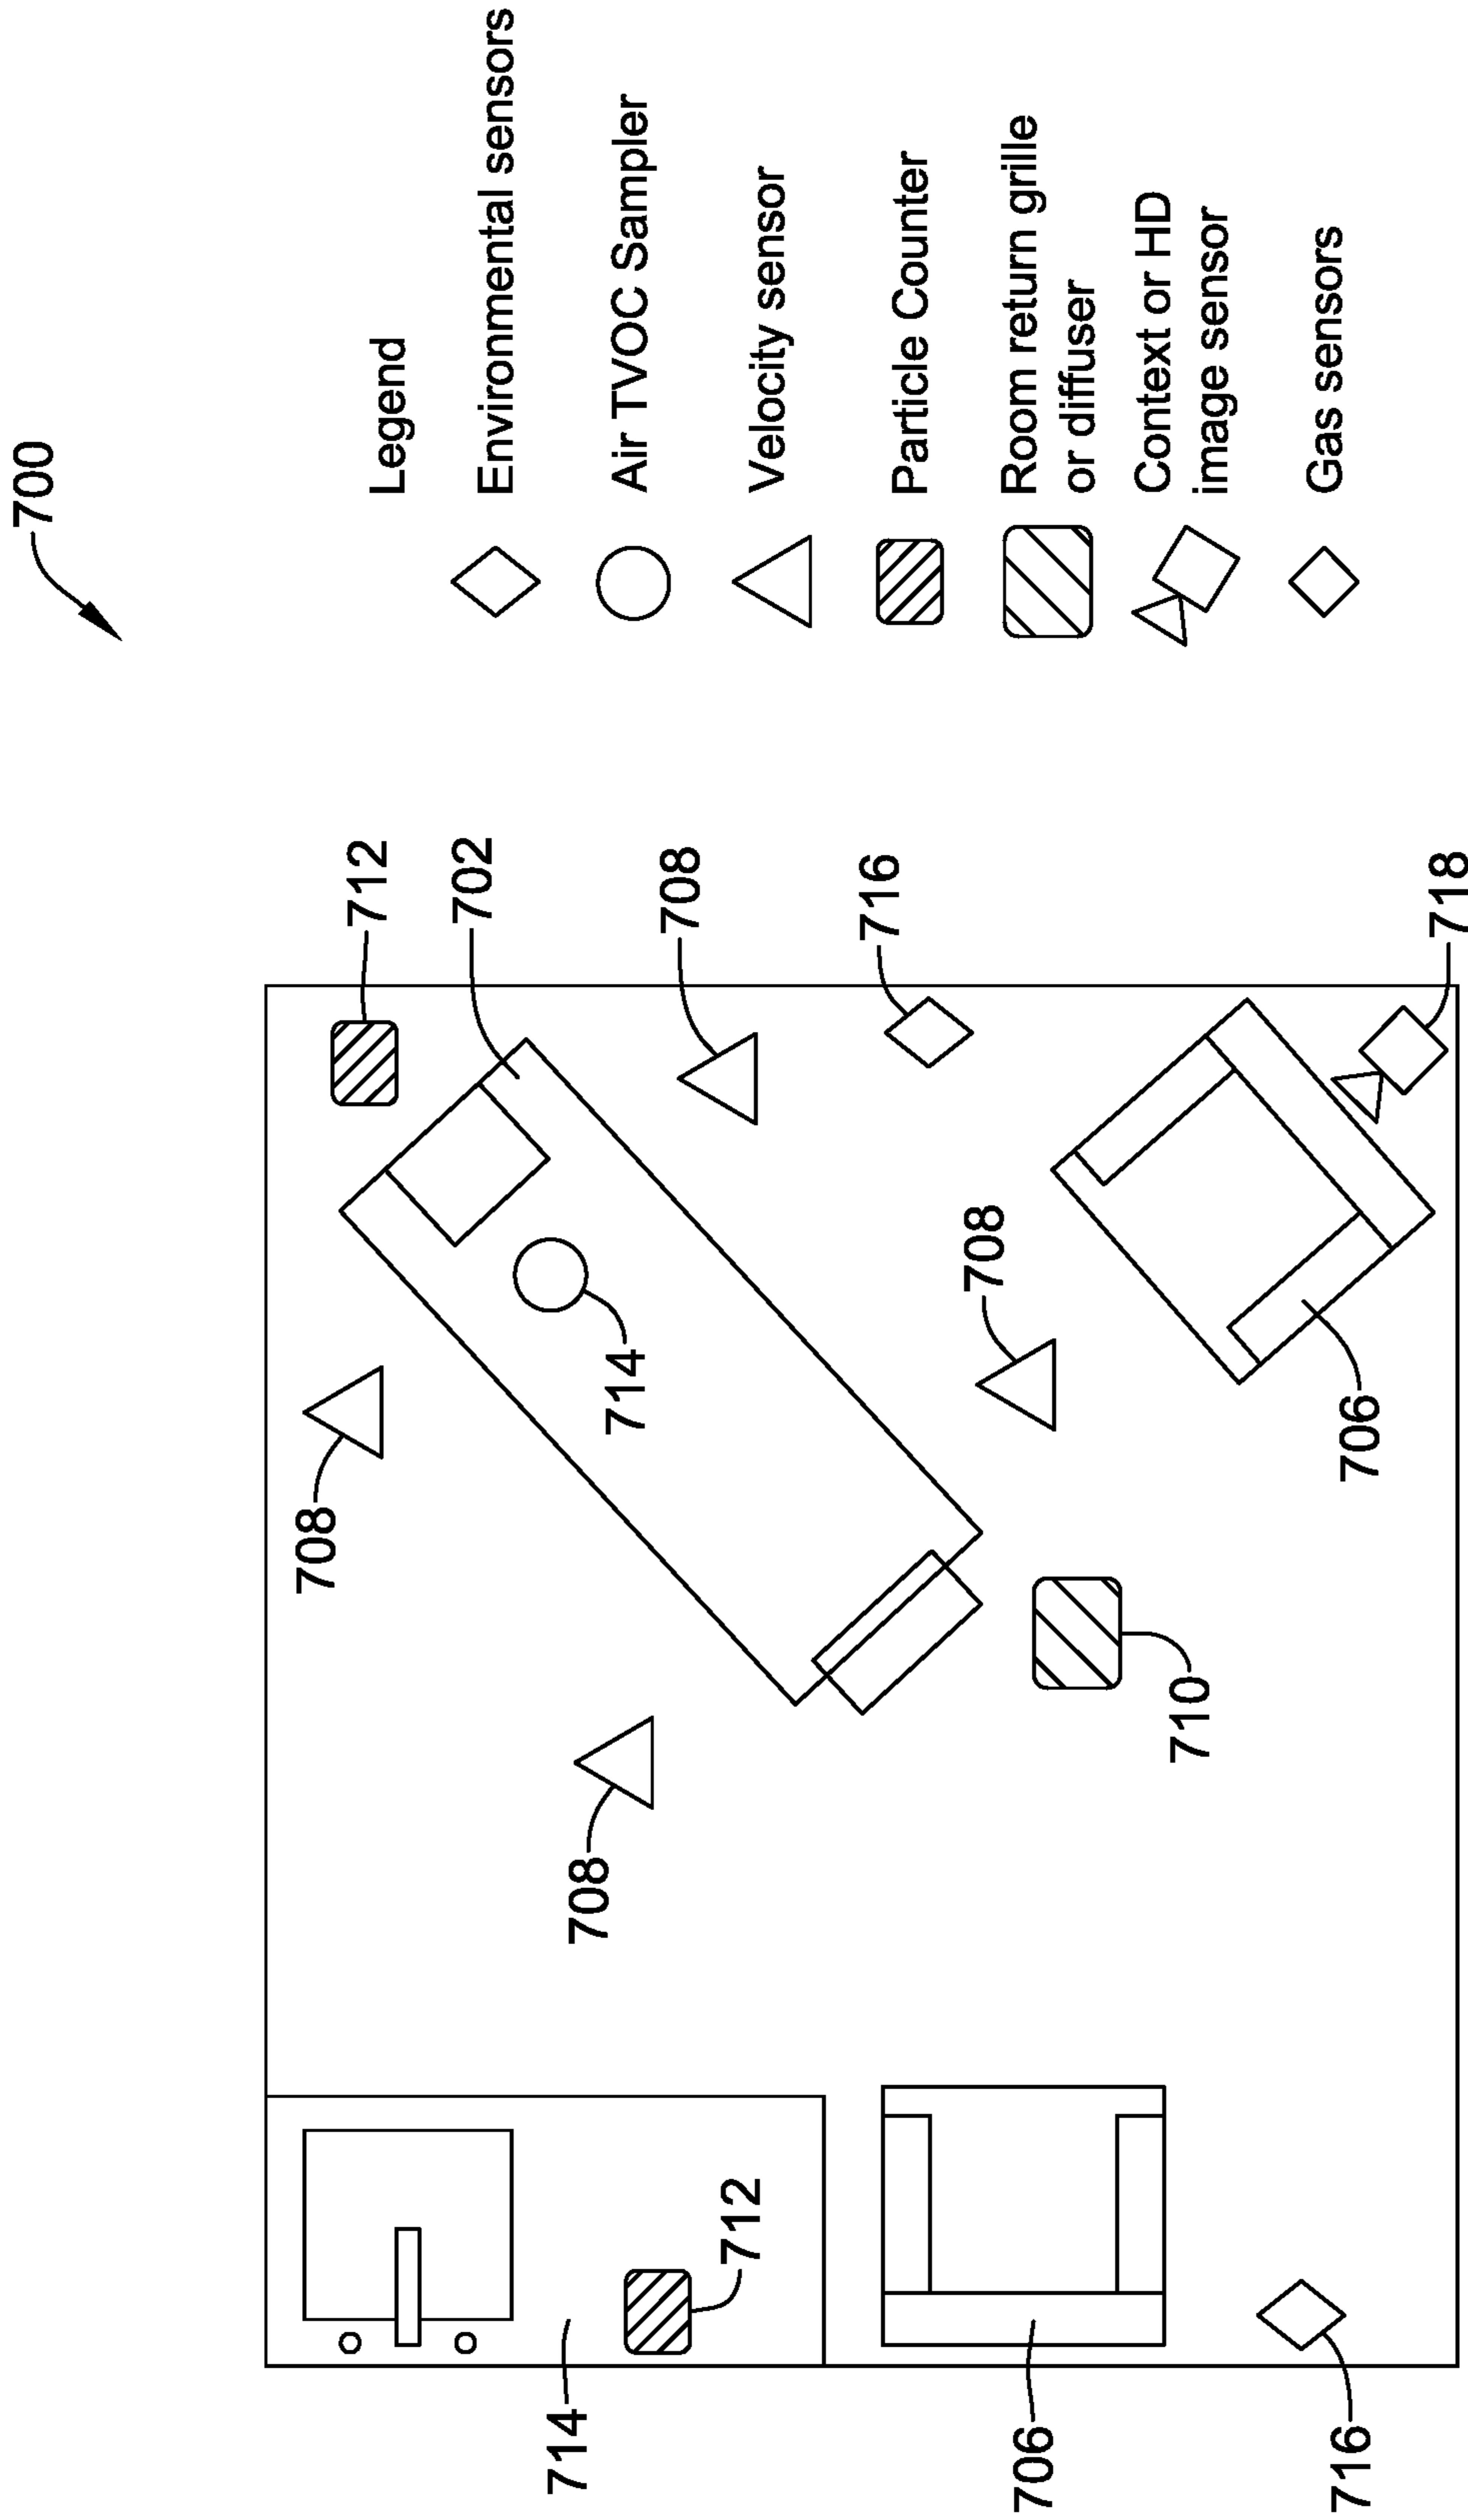 700
Legend
Environmental sensors
Air TVOC Sampler
Velocity sensor
Particle Counter
Room return grille
or diffuser
Context or HD
image sensor
Gas sensors
712
702
708
716
718
708
714
708
706
710
708
712
714
706
716